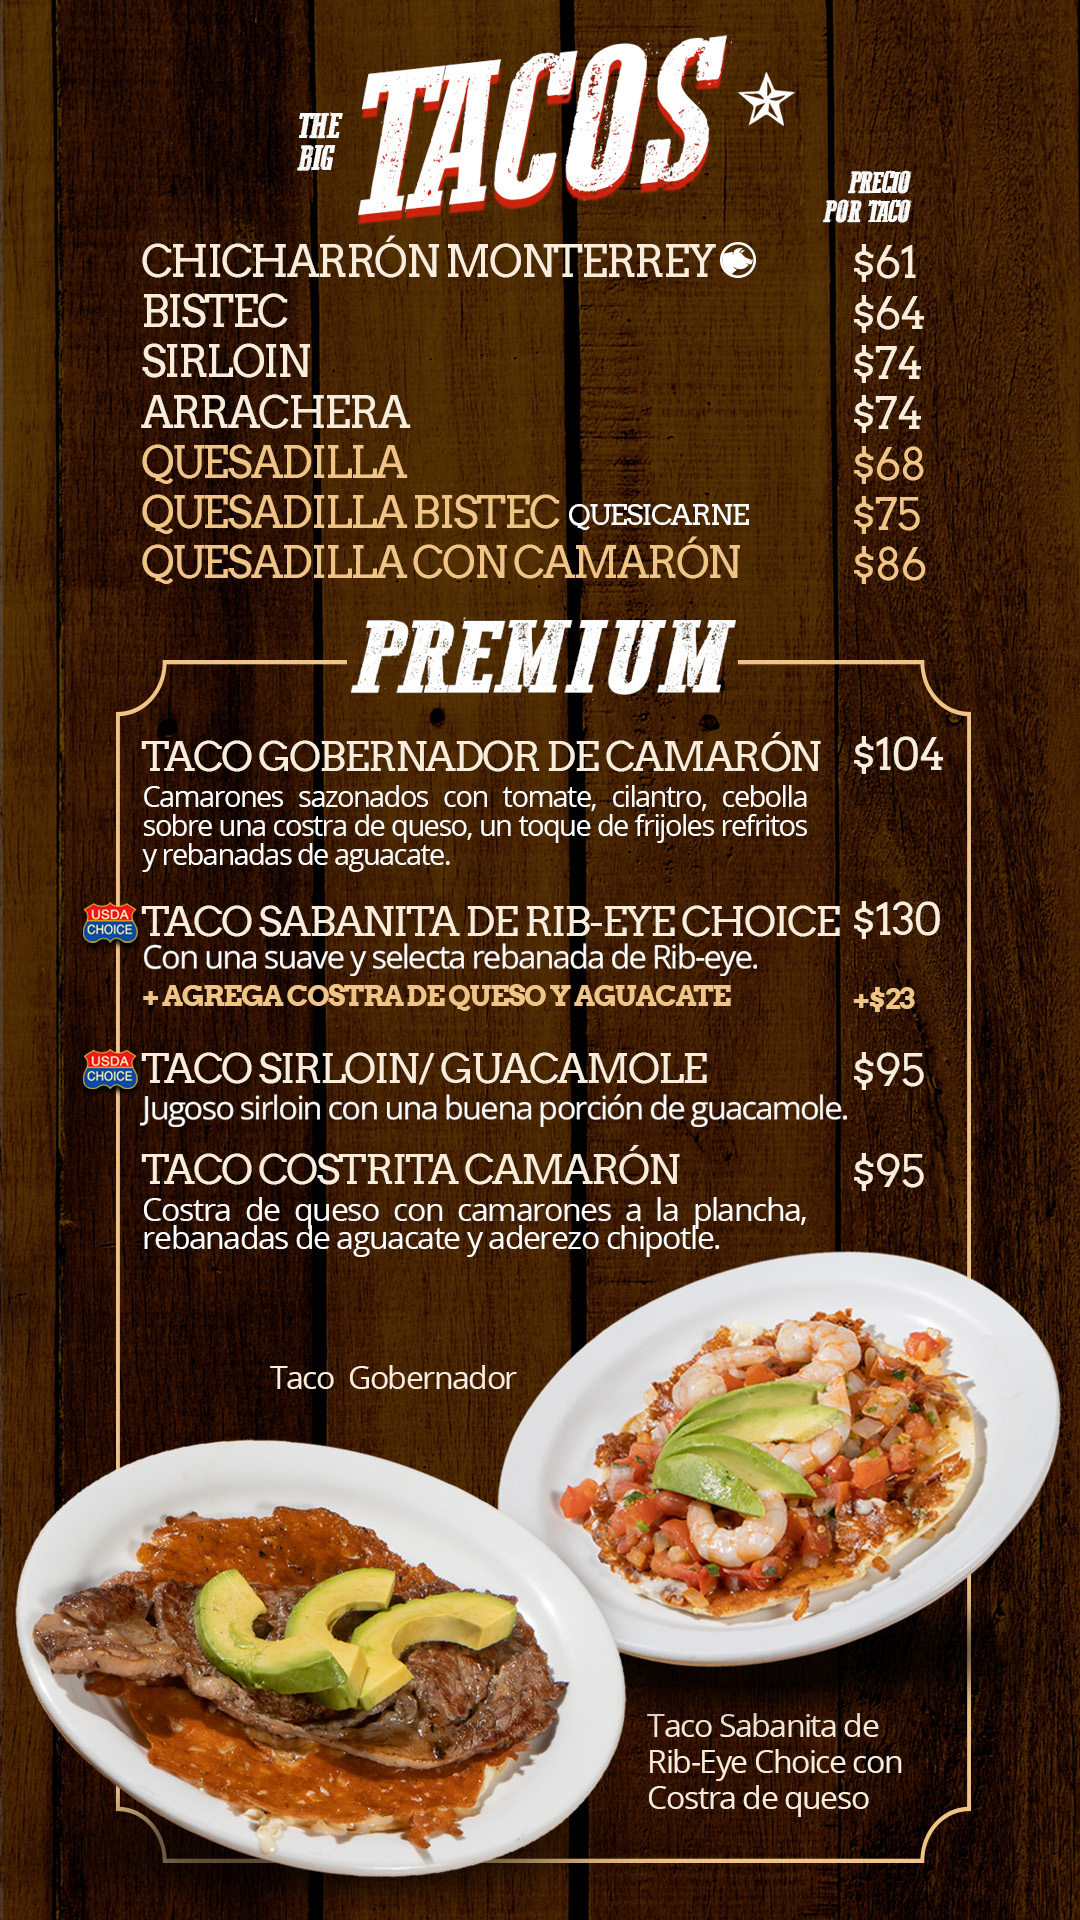 THE
BIG
TACOS
PRECIO
POR TACO
CHICHARRÓN MONTERREY $61
BISTEC $64
SIRLOIN $74
ARRACHERA $74
QUESADILLA $68
QUESADILLA BISTEC QUESICARNE $75
QUESADILLA CON CAMARÓN $86
PREMIUM
TACO GOBERNADOR DE CAMARÓN $104
Camarones sazonados con tomate, cilantro, cebolla
sobre una costra de queso, un toque de frijoles refritos
y rebanadas de aguacate.
USDA
CHOICE
TACO SABANITA DE RIB-EYE CHOICE $130
Con una suave y selecta rebanada de Rib-eye.
+ AGREGA COSTRA DE QUESO Y AGUACATE +$23
USDA
CHOICE
TACO SIRLOIN/ GUACAMOLE $95
Jugoso sirloin con una buena porción de guacamole.
TACO COSTRITA CAMARÓN $95
Costra de queso con camarones a la plancha,
rebanadas de aguacate y aderezo chipotle.
Taco Gobernador
Taco Sabanita de
Rib-Eye Choice con
Costra de queso